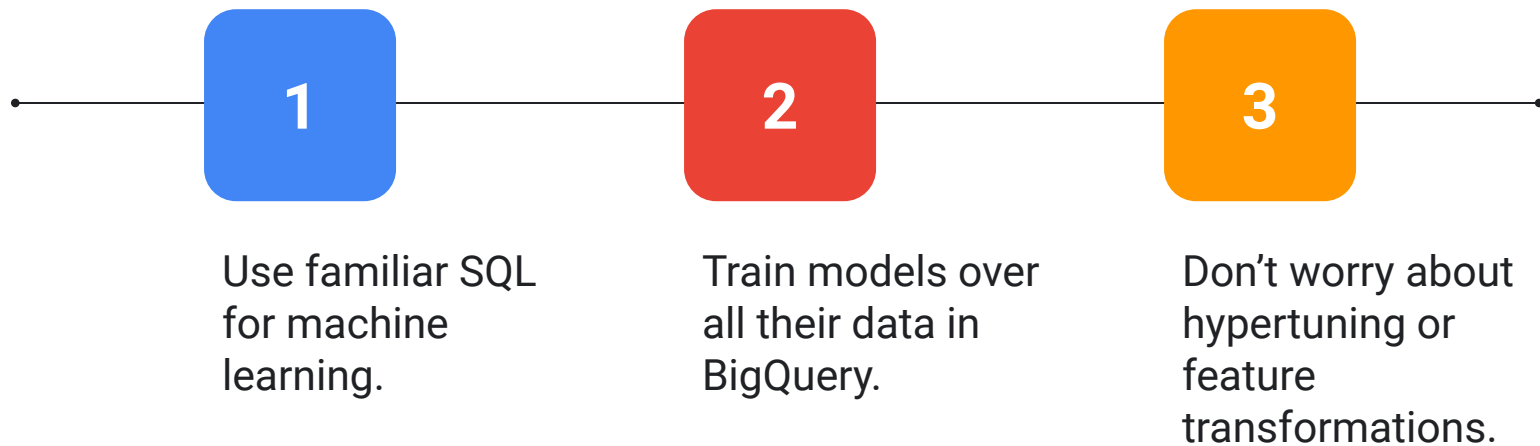 1
2
3
Use familiar SQL
for machine
learning.
Train models over
all their data in
BigQuery.
Don’t worry about
hypertuning or
feature
transformations.